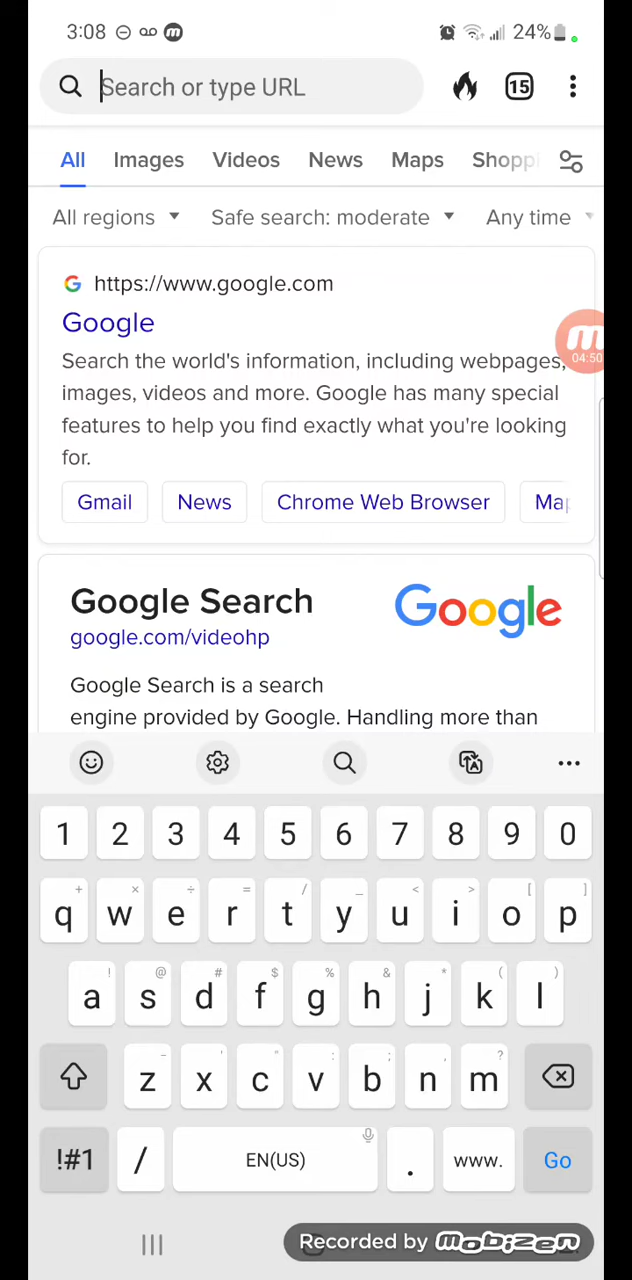 3:08 24%
Search or type URL 15
All Images Videos News Maps Shoppi
All regions Safe search: moderate Any time
https://www.google.com
Google
04:50
Search the world's information, including webpages,
images, videos and more. Google has many special
features to help you find exactly what you're looking
for.
Gmail News Chrome Web Browser Map
Google Search Google
google.com/videohp
Google Search is a search
engine provided by Google. Handling more than
1 2 3 4 5 6 7 8 9 0
+ × ÷ = / _ < > [ ]
q w e r t y u i o p
! @ # $ % & * ( )
a s d f g h j k l
- ' " : ; , ?
z x c v b n m
!#1 / EN(US) . www. Go
Recorded by mobizen